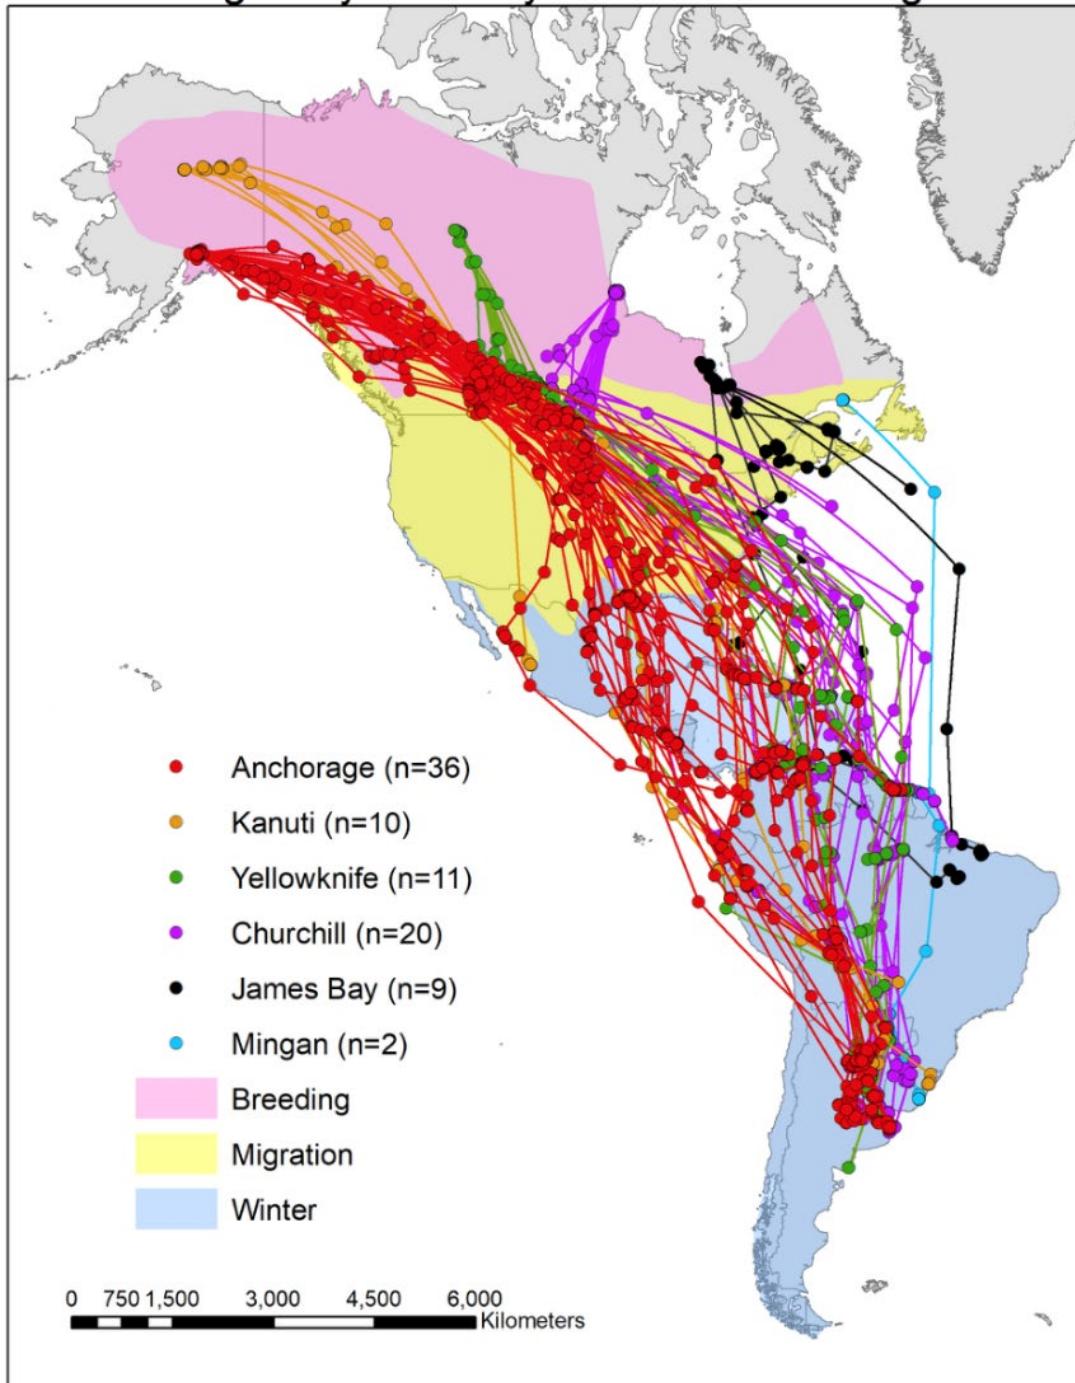 Anchorage (n=36)
Kanuti (n=10)
Yellowknife (n=11)
Churchill (n=20)
James Bay (n=9)
Mingan (n=2)
Breeding
Migration
Winter
0 750 1,500 3,000 4,500 6,000
Kilometers